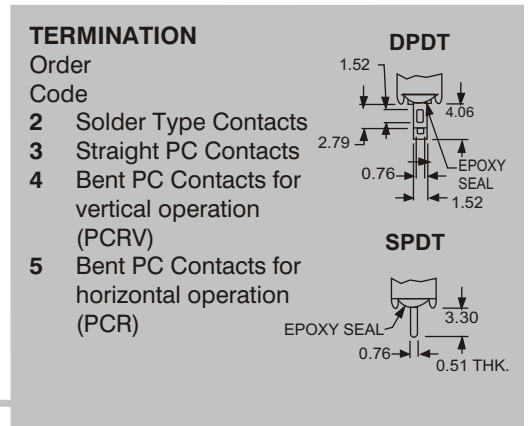 TERMINATION
Order
Code
2 Solder Type Contacts
3 Straight PC Contacts
4 Bent PC Contacts for
vertical operation
(PCRV)
5 Bent PC Contacts for
horizontal operation
(PCR)
DPDT
1.52
4.06
2.79
EPOXY
SEAL
0.76
1.52
SPDT
3.30
EPOXY SEAL
0.76
0.51 THK.